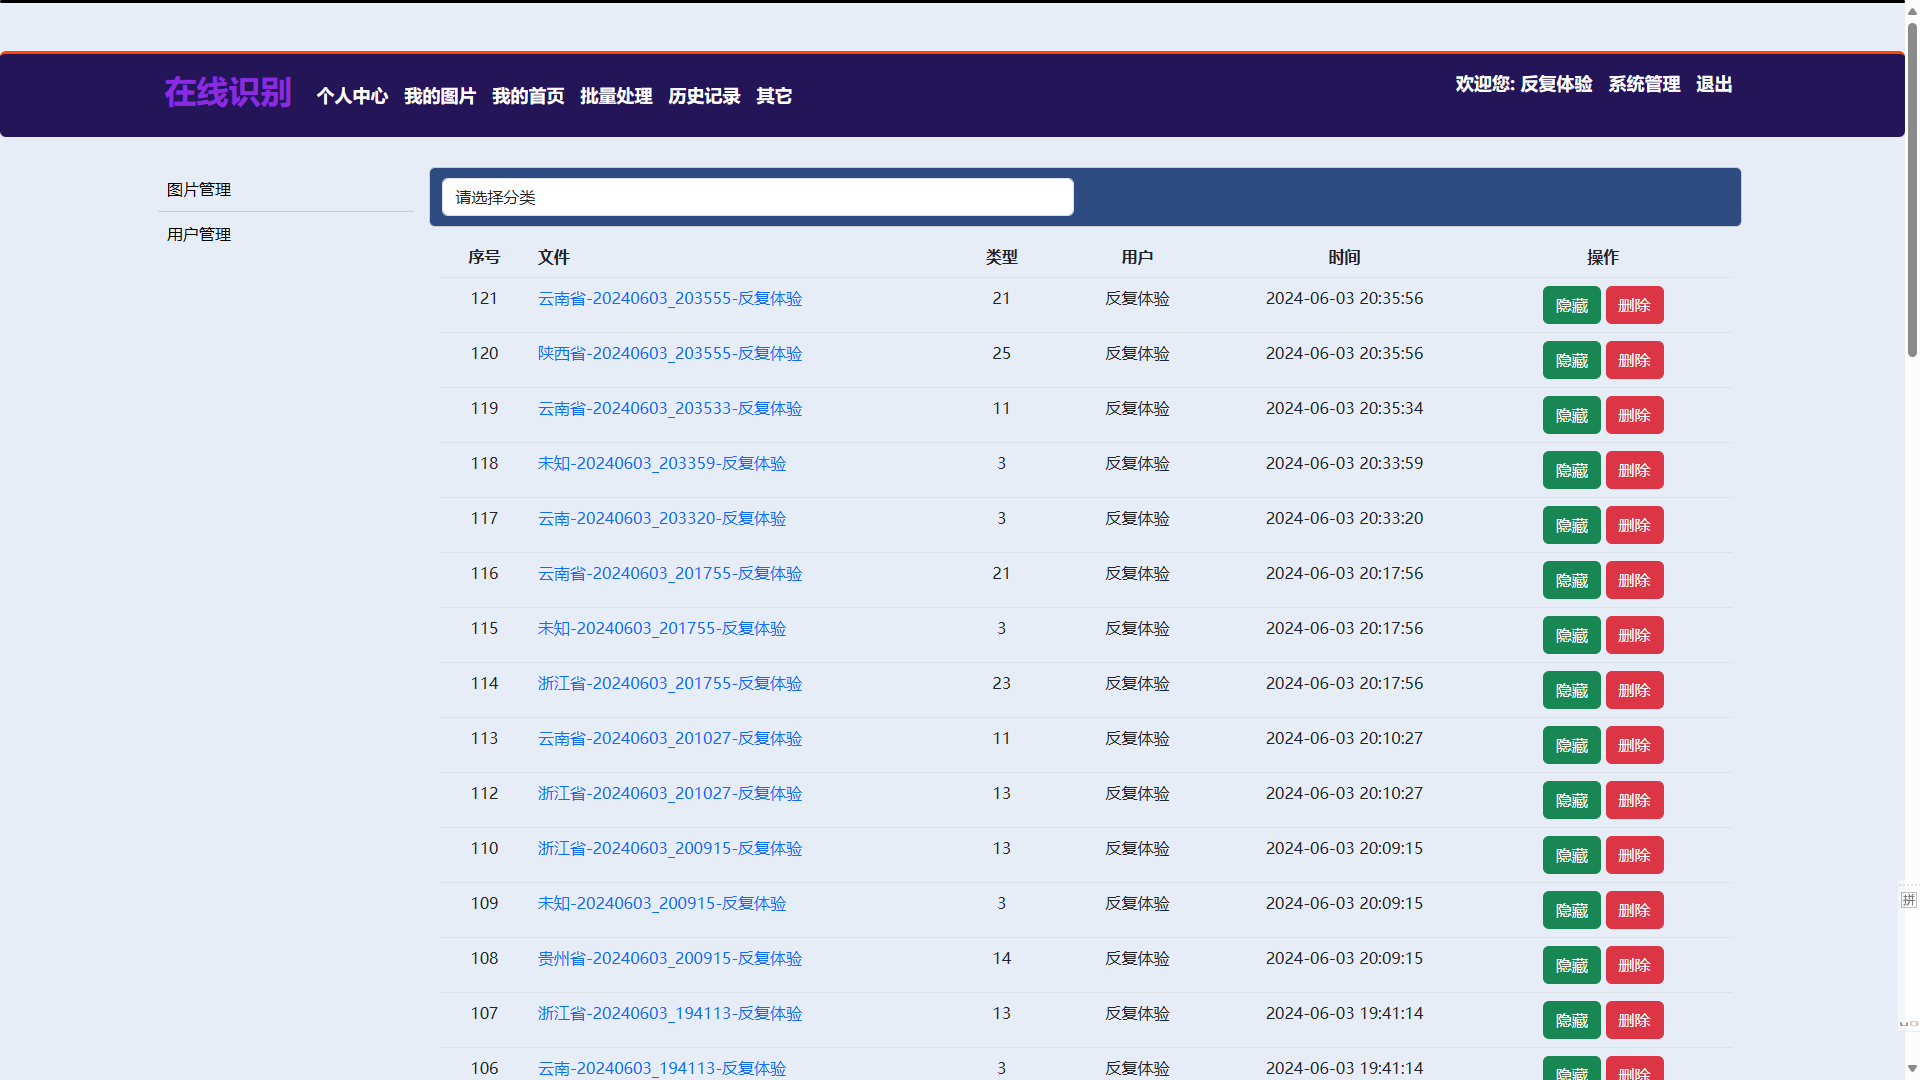 在线识别 个人中心 我的图片 我的首页 批量处理 历史记录 其它 欢迎您: 反复体验 系统管理 退出
图片管理
用户管理
请选择分类
序号 文件 类型 用户 时间 操作
121 云南省-20240603_203555-反复体验 21 反复体验 2024-06-03 20:35:56 隐藏 删除
120 陕西省-20240603_203555-反复体验 25 反复体验 2024-06-03 20:35:56 隐藏 删除
119 云南省-20240603_203533-反复体验 11 反复体验 2024-06-03 20:35:34 隐藏 删除
118 未知-20240603_203359-反复体验 3 反复体验 2024-06-03 20:33:59 隐藏 删除
117 云南-20240603_203320-反复体验 3 反复体验 2024-06-03 20:33:20 隐藏 删除
116 云南省-20240603_201755-反复体验 21 反复体验 2024-06-03 20:17:56 隐藏 删除
115 未知-20240603_201755-反复体验 3 反复体验 2024-06-03 20:17:56 隐藏 删除
114 浙江省-20240603_201755-反复体验 23 反复体验 2024-06-03 20:17:56 隐藏 删除
113 云南省-20240603_201027-反复体验 11 反复体验 2024-06-03 20:10:27 隐藏 删除
112 浙江省-20240603_201027-反复体验 13 反复体验 2024-06-03 20:10:27 隐藏 删除
110 浙江省-20240603_200915-反复体验 13 反复体验 2024-06-03 20:09:15 隐藏 删除
109 未知-20240603_200915-反复体验 3 反复体验 2024-06-03 20:09:15 隐藏 删除
108 贵州省-20240603_200915-反复体验 14 反复体验 2024-06-03 20:09:15 隐藏 删除
107 浙江省-20240603_194113-反复体验 13 反复体验 2024-06-03 19:41:14 隐藏 删除
106 云南-20240603_194113-反复体验 3 反复体验 2024-06-03 19:41:14 隐藏 删除
拼